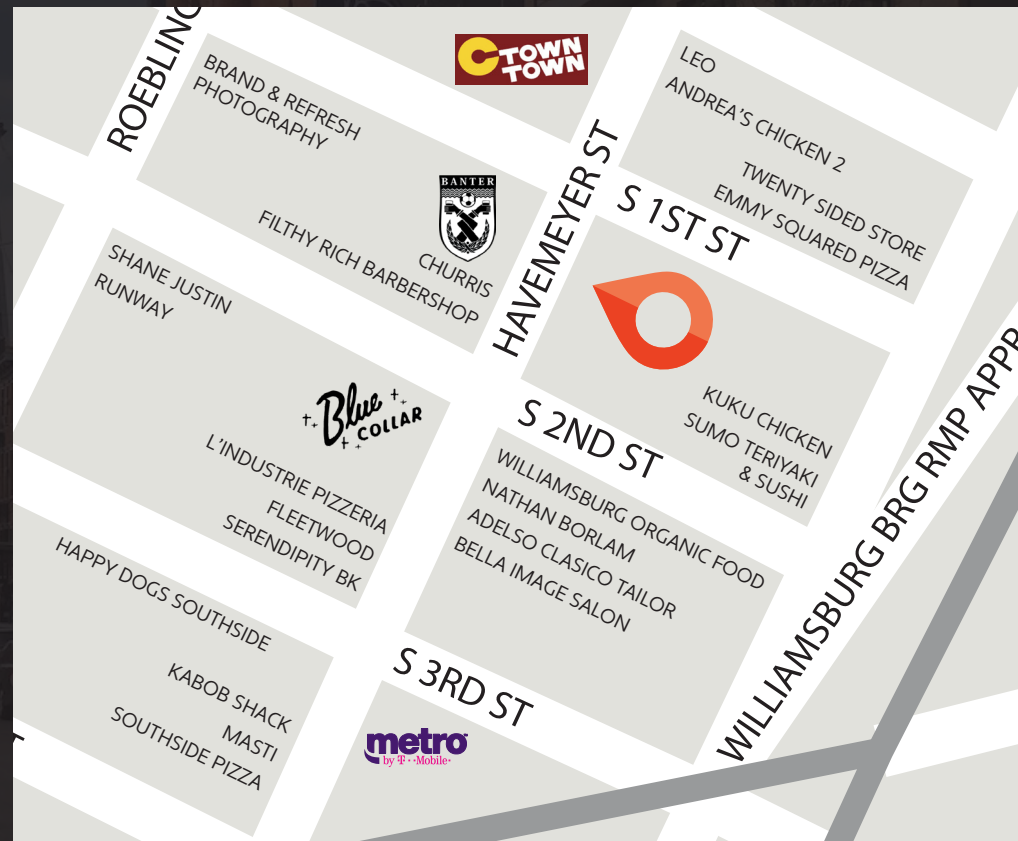 ROEBLING
BRAND & REFRESH
PHOTOGRAPHY
CTOWN
TOWN
LEO
ANDREA'S CHICKEN 2
TWENTY SIDED STORE
EMMY SQUARED PIZZA
BANTER
CHURRIS
FILTHY RICH BARBERSHOP
HAVEMEYER ST
S 1ST ST
SHANE JUSTIN
RUNWAY
Blue
COLLAR
L'INDUSTRIE PIZZERIA
FLEETWOOD
SERENDIPITY BK
S 2ND ST
KUKU CHICKEN
SUMO TERIYAKI
& SUSHI
WILLIAMSBURG ORGANIC FOOD
NATHAN BORLAM
ADELSO CLASICO TAILOR
BELLA IMAGE SALON
WILLIAMSBURG BRG RMP APPR
HAPPY DOGS SOUTHSIDE
KABOB SHACK
MASTI
SOUTHSIDE PIZZA
S 3RD ST
metro
by T-Mobile